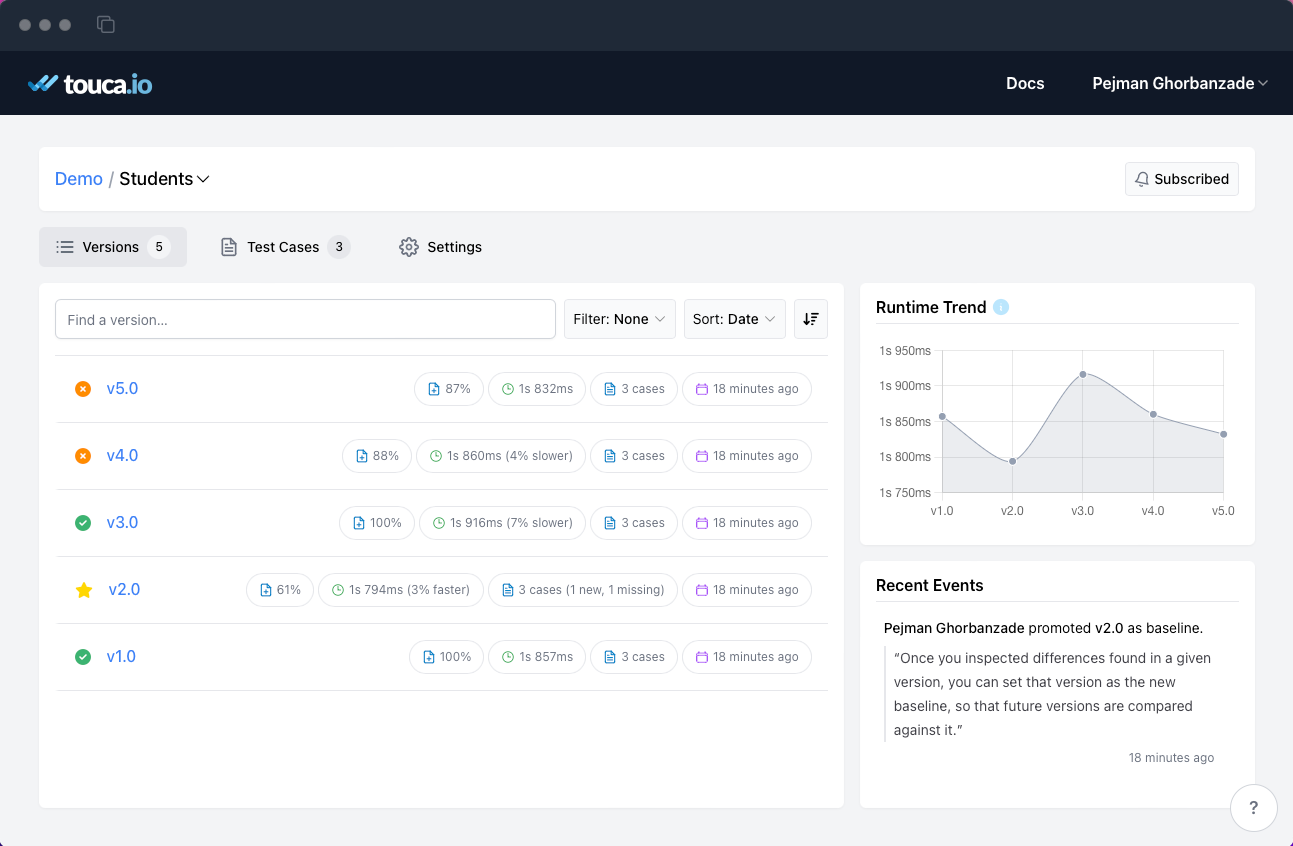 touca.io
Docs
Pejman Ghorbanzade
Demo / Students
Subscribed
Versions 5
Test Cases 3
Settings
Find a version...
Filter: None
Sort: Date
v5.0
87%
1s 832ms
3 cases
18 minutes ago
v4.0
88%
1s 860ms (4% slower)
3 cases
18 minutes ago
v3.0
100%
1s 916ms (7% slower)
3 cases
18 minutes ago
v2.0
61%
1s 794ms (3% faster)
3 cases (1 new, 1 missing)
18 minutes ago
v1.0
100%
1s 857ms
3 cases
18 minutes ago
Runtime Trend i
1s 950ms
1s 900ms
1s 850ms
1s 800ms
1s 750ms
v1.0
v2.0
v3.0
v4.0
v5.0
Recent Events
Pejman Ghorbanzade promoted v2.0 as baseline.
“Once you inspected differences found in a given
version, you can set that version as the new
baseline, so that future versions are compared
against it.”
18 minutes ago
?